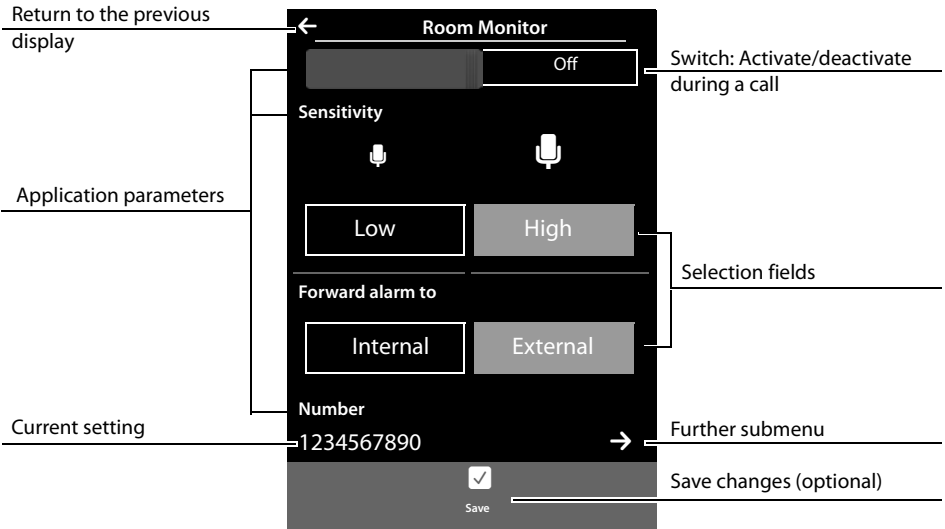 Return to the previous
display
Room Monitor
Off
Switch: Activate/deactivate
during a call
Sensitivity
Application parameters
Low
High
Selection fields
Forward alarm to
Internal
External
Number
Current setting
1234567890
Further submenu
Save changes (optional)
Save